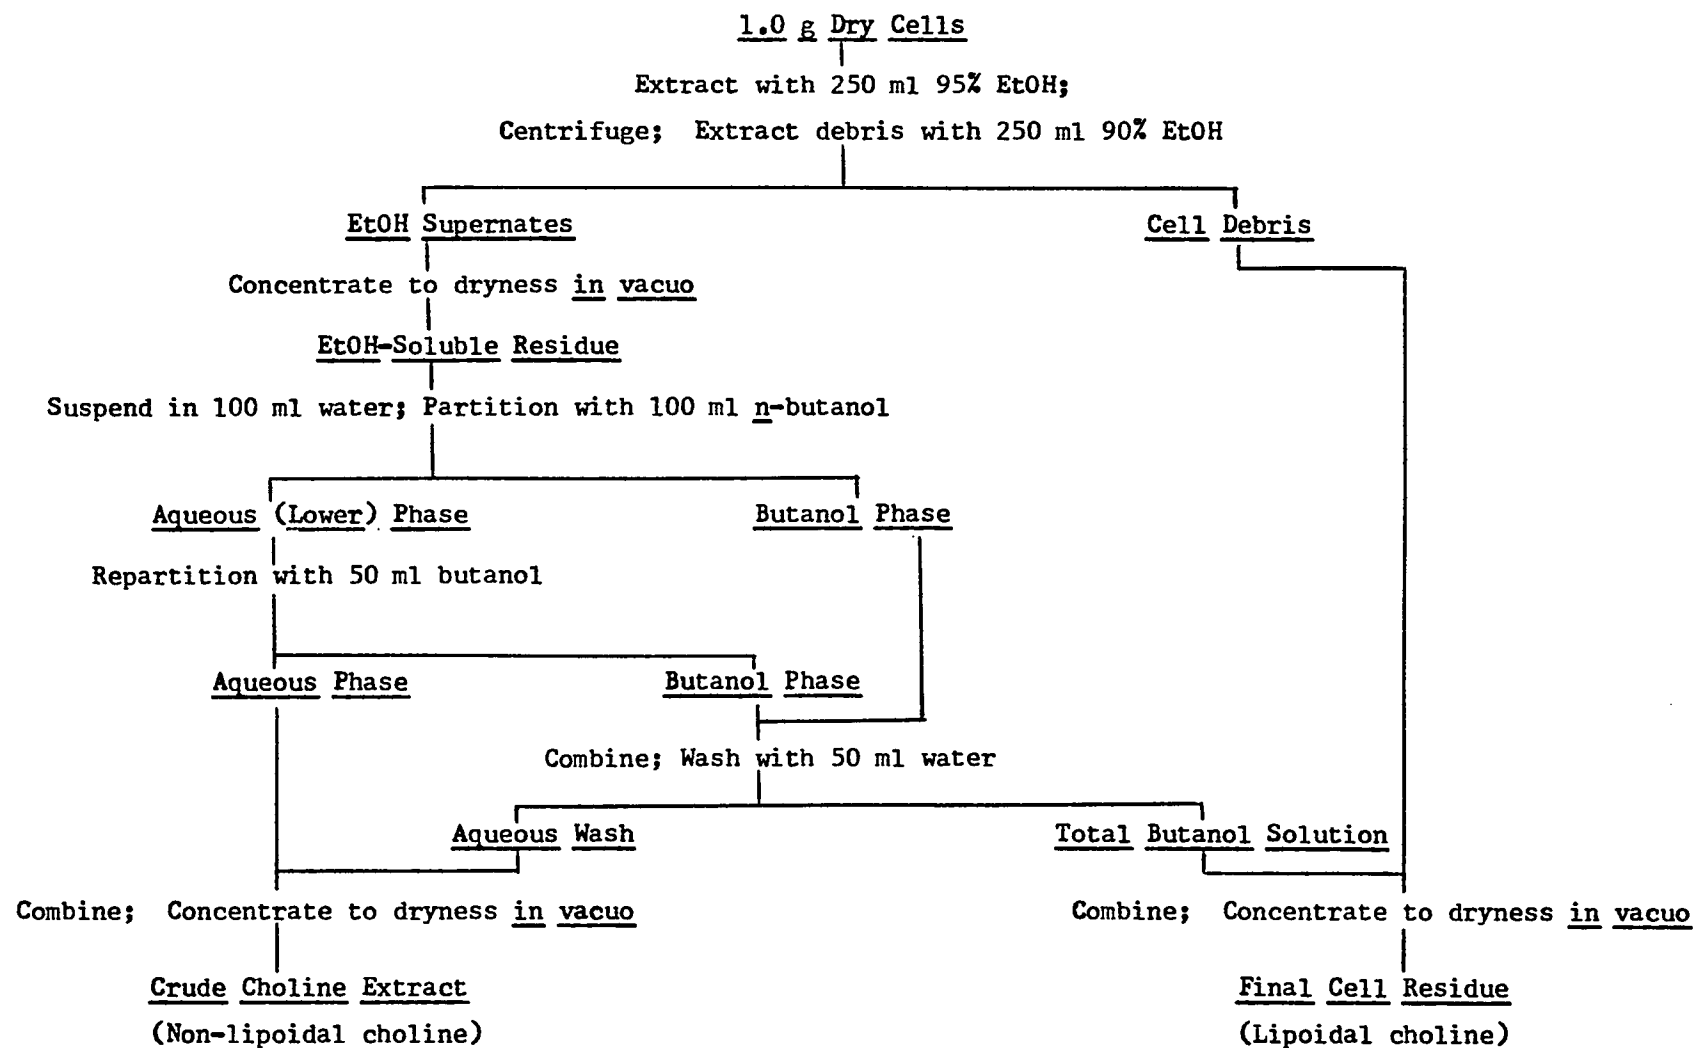 1.0 g Dry Cells
Extract with 250 ml 95% EtOH;
Centrifuge; Extract debris with 250 ml 90% EtOH
EtOH Supernates
Cell Debris
Concentrate to dryness in vacuo
EtOH-Soluble Residue
Suspend in 100 ml water; Partition with 100 ml n-butanol
Aqueous (Lower) Phase
Butanol Phase
Repartition with 50 ml butanol
Aqueous Phase
Butanol Phase
Combine; Wash with 50 ml water
Aqueous Wash
Total Butanol Solution
Combine; Concentrate to dryness in vacuo
Combine; Concentrate to dryness in vacuo
Crude Choline Extract
(Non-lipoidal choline)
Final Cell Residue
(Lipoidal choline)